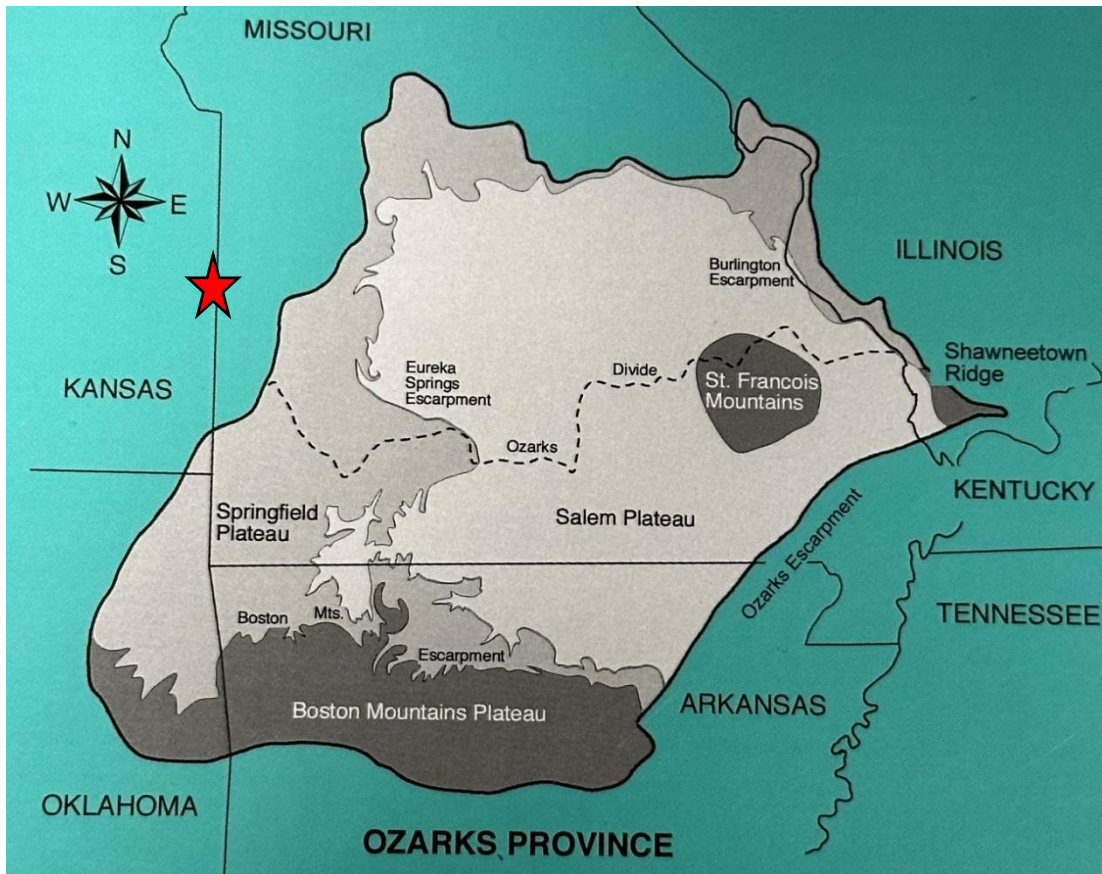 MISSOURI
N
W
E
S
ILLINOIS
Burlington
Escarpment
KANSAS
Eureka
Springs
Escarpment
Divide
St. Francois
Mountains
Shawneetown
Ridge
Ozarks
Springfield
Plateau
Salem Plateau
KENTUCKY
Ozarks Escarpment
TENNESSEE
Boston
Mts.
Escarpment
Boston Mountains Plateau
ARKANSAS
OKLAHOMA
OZARKS PROVINCE